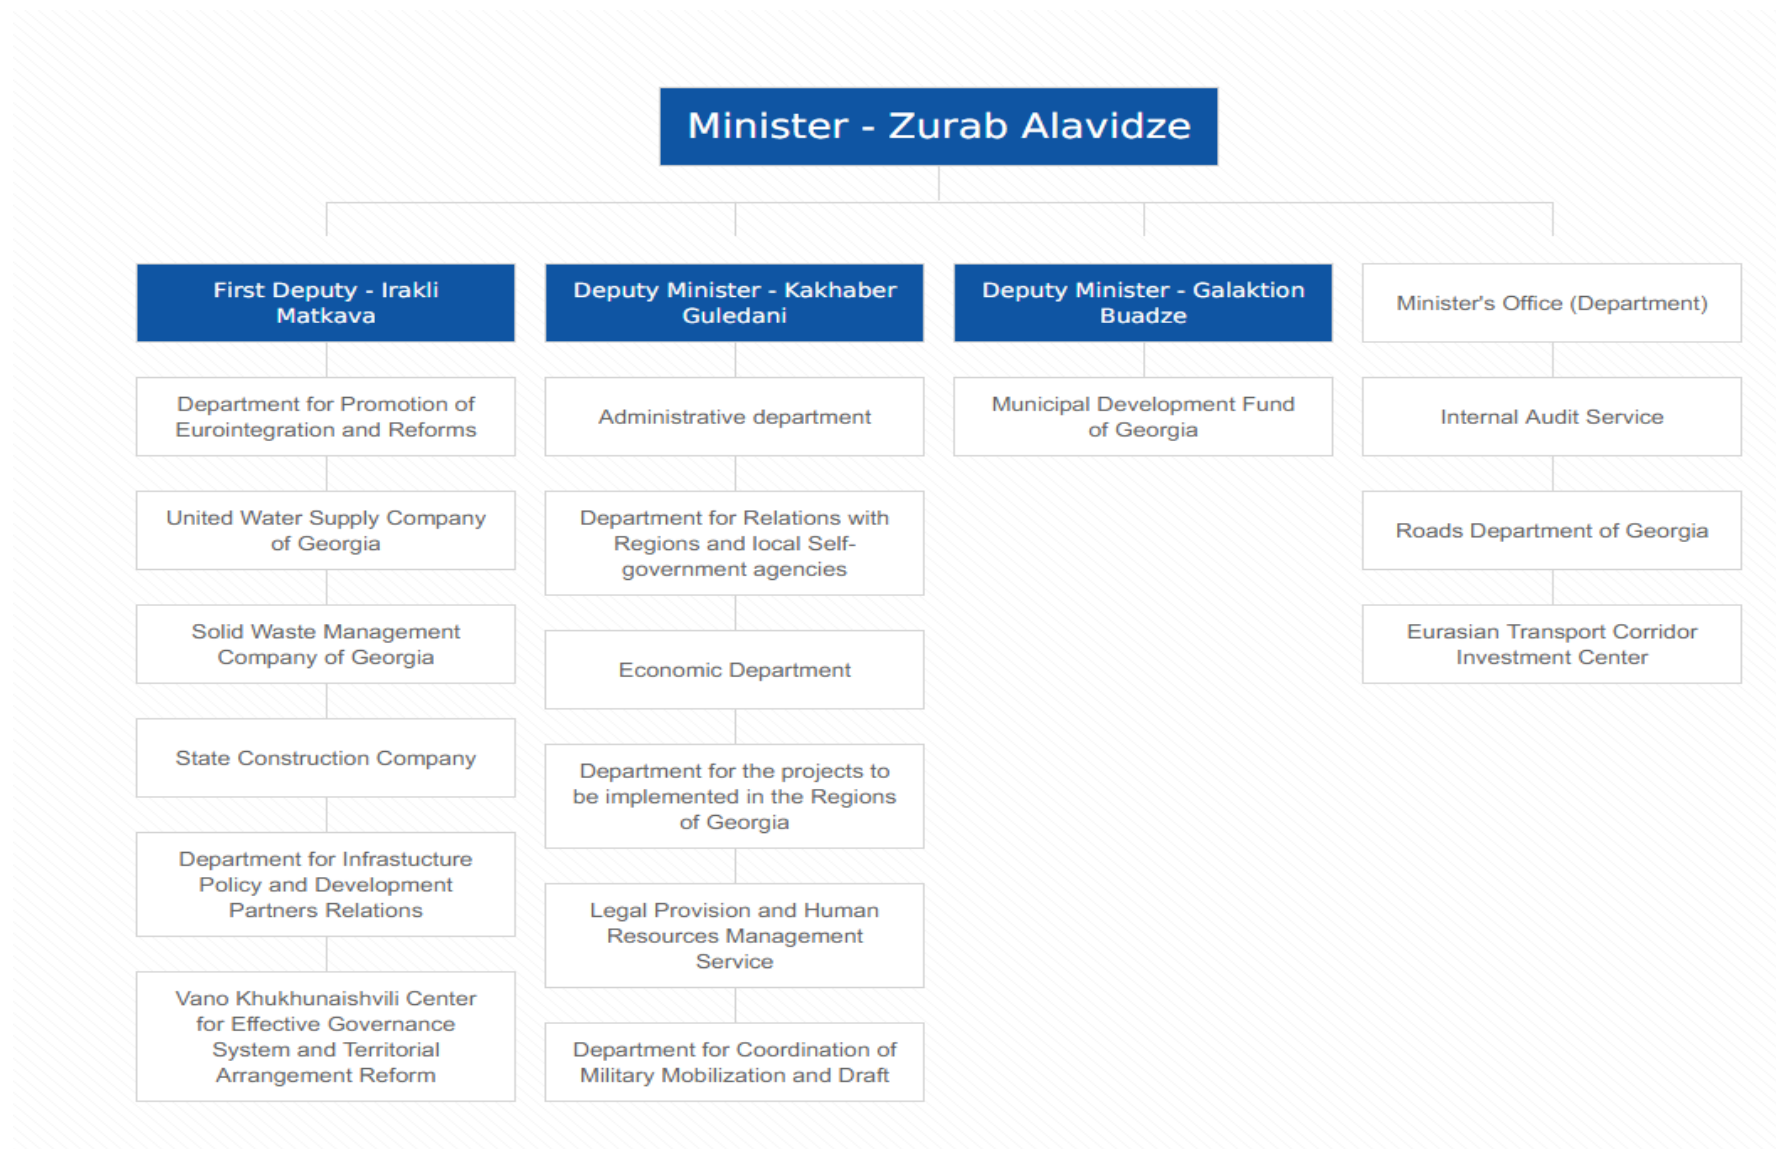 Minister - Zurab Alavidze
First Deputy - Irakli
Matkava
Department for Promotion of
Eurointegration and Reforms
United Water Supply Company
of Georgia
Solid Waste Management
Company of Georgia
State Construction Company
Department for Infrastucture
Policy and Development
Partners Relations
Vano Khukhunaishvili Center
for Effective Governance
System and Territorial
Arrangement Reform
Deputy Minister - Kakhaber
Guledani
Administrative department
Department for Relations with
Regions and local Self-
government agencies
Economic Department
Department for the projects to
be implemented in the Regions
of Georgia
Legal Provision and Human
Resources Management
Service
Department for Coordination of
Military Mobilization and Draft
Deputy Minister - Galaktion
Buadze
Municipal Development Fund
of Georgia
Minister's Office (Department)
Internal Audit Service
Roads Department of Georgia
Eurasian Transport Corridor
Investment Center